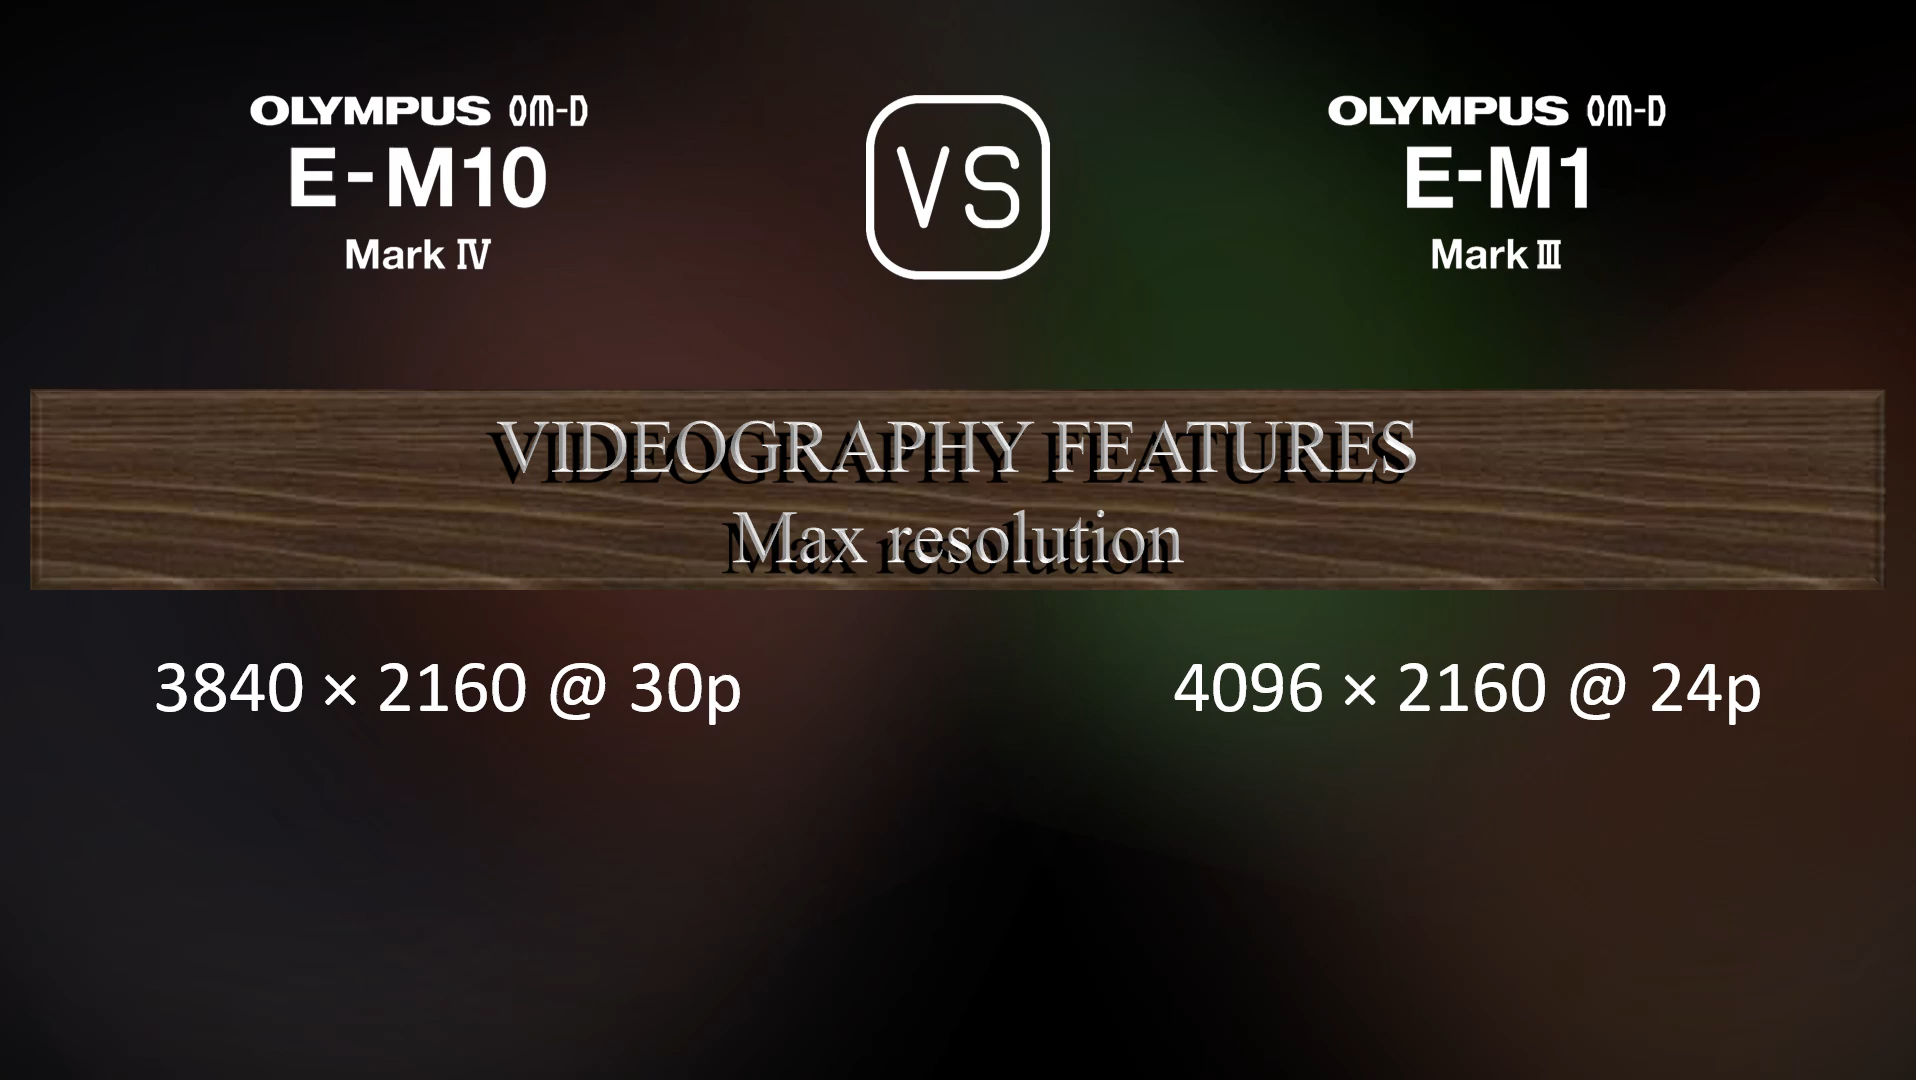 OLYMPUS OM-D
E-M10
Mark IV
VS
OLYMPUS OM-D
E-M1
Mark III
VIDEOGRAPHY FEATURES
Max resolution
3840 × 2160 @ 30p
4096 × 2160 @ 24p